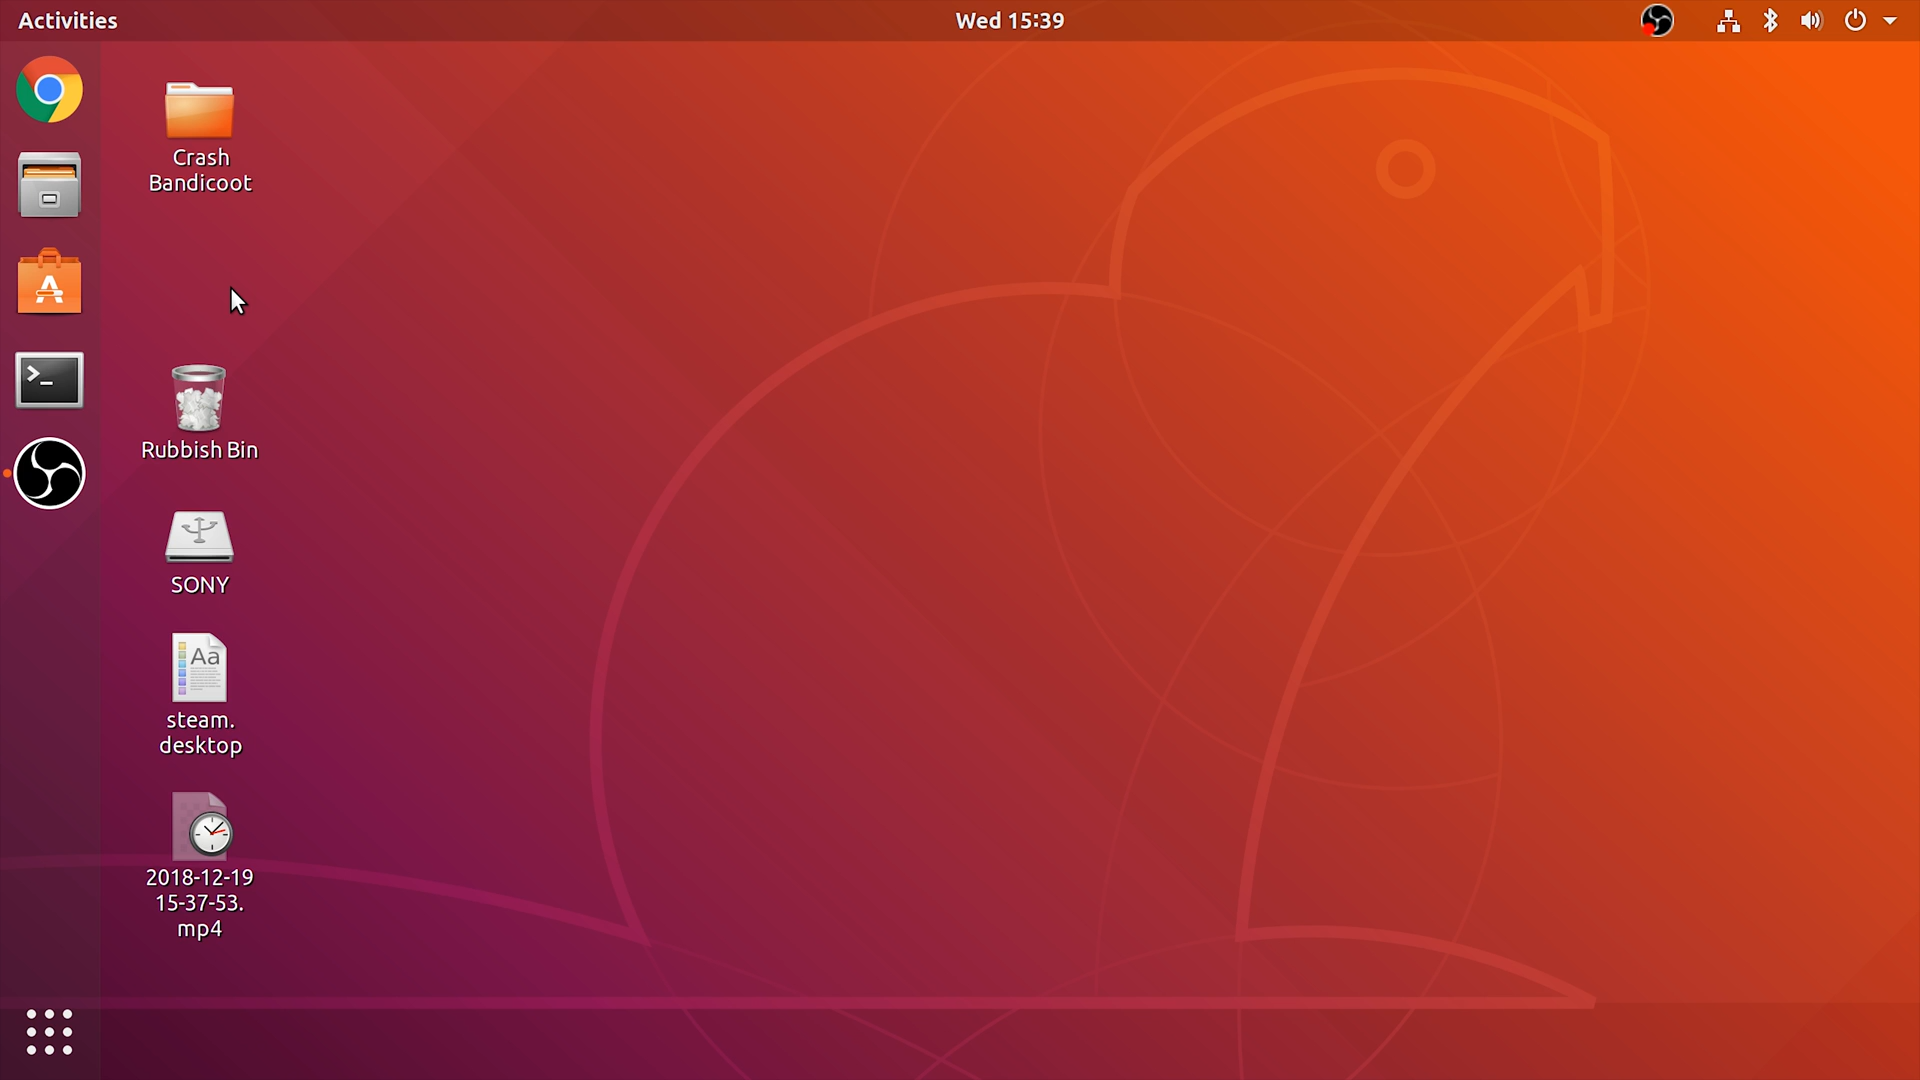 Activities
Wed 15:39
Crash
Bandicoot
Rubbish Bin
SONY
Aa
steam.
desktop
2018-12-19
15-37-53.
mp4